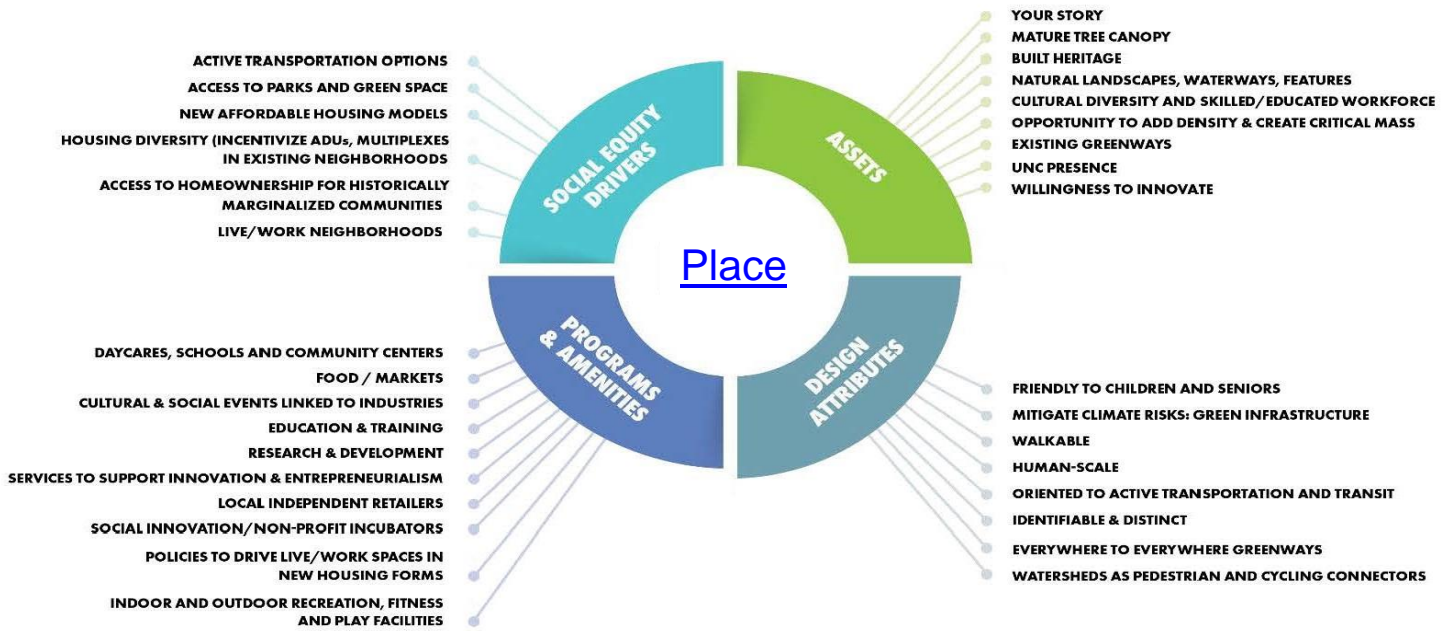 ACTIVE TRANSPORTATION OPTIONS
ACCESS TO PARKS AND GREEN SPACE
NEW AFFORDABLE HOUSING MODELS
HOUSING DIVERSITY (INCENTIVIZE ADUs, MULTIPLEXES
IN EXISTING NEIGHBORHOODS
ACCESS TO HOMEOWNERSHIP FOR HISTORICALLY
MARGINALIZED COMMUNITIES
LIVE/WORK NEIGHBORHOODS
SOCIAL EQUITY
DRIVERS
ASSETS
YOUR STORY
MATURE TREE CANOPY
BUILT HERITAGE
NATURAL LANDSCAPES, WATERWAYS, FEATURES
CULTURAL DIVERSITY AND SKILLED/EDUCATED WORKFORCE
OPPORTUNITY TO ADD DENSITY & CREATE CRITICAL MASS
EXISTING GREENWAYS
UNC PRESENCE
WILLINGNESS TO INNOVATE
Place
DAYCARES, SCHOOLS AND COMMUNITY CENTERS
FOOD / MARKETS
CULTURAL & SOCIAL EVENTS LINKED TO INDUSTRIES
EDUCATION & TRAINING
RESEARCH & DEVELOPMENT
SERVICES TO SUPPORT INNOVATION & ENTREPRENEURIALISM
LOCAL INDEPENDENT RETAILERS
SOCIAL INNOVATION/NON-PROFIT INCUBATORS
POLICIES TO DRIVE LIVE/WORK SPACES IN
NEW HOUSING FORMS
INDOOR AND OUTDOOR RECREATION, FITNESS
AND PLAY FACILITIES
PROGRAMS
& AMENITIES
DESIGN
ATTRIBUTES
FRIENDLY TO CHILDREN AND SENIORS
MITIGATE CLIMATE RISKS: GREEN INFRASTRUCTURE
WALKABLE
HUMAN-SCALE
ORIENTED TO ACTIVE TRANSPORTATION AND TRANSIT
IDENTIFIABLE & DISTINCT
EVERYWHERE TO EVERYWHERE GREENWAYS
WATERSHEDS AS PEDESTRIAN AND CYCLING CONNECTORS